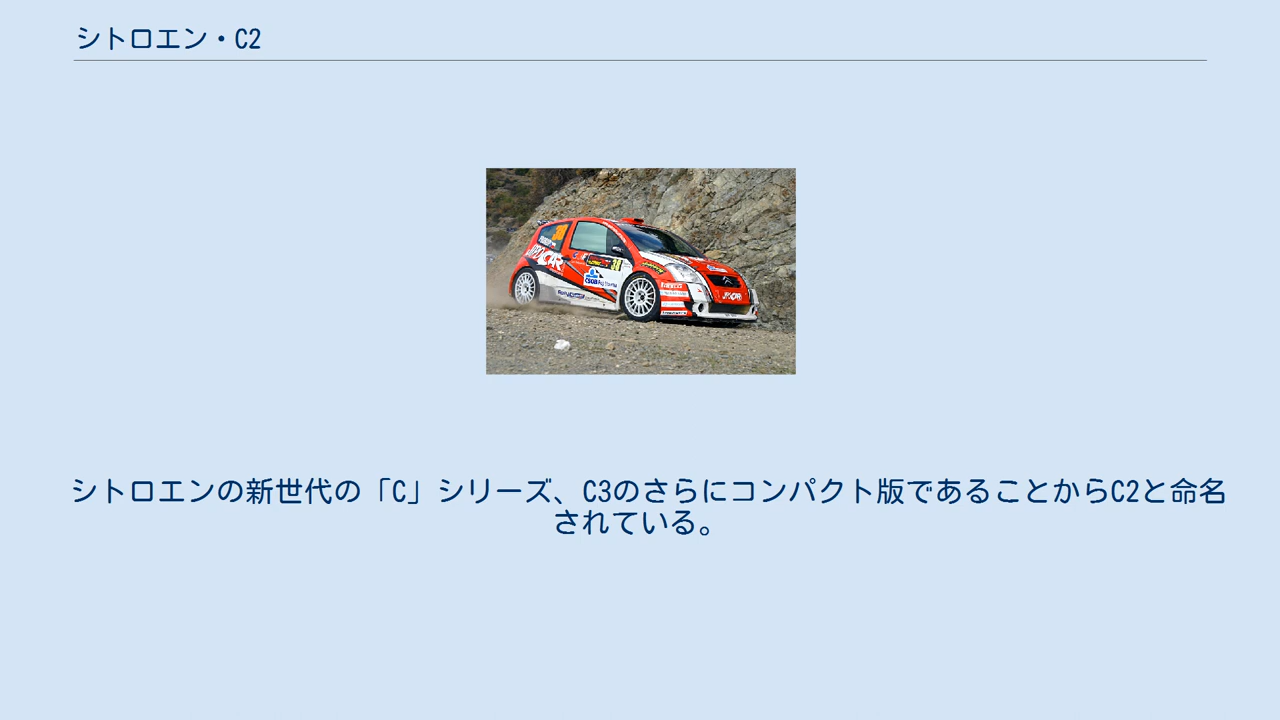 シトロエン・C2
シトロエンの新世代の「C」シリーズ、C3のさらにコンパクト版であることからC2と命名
されている。